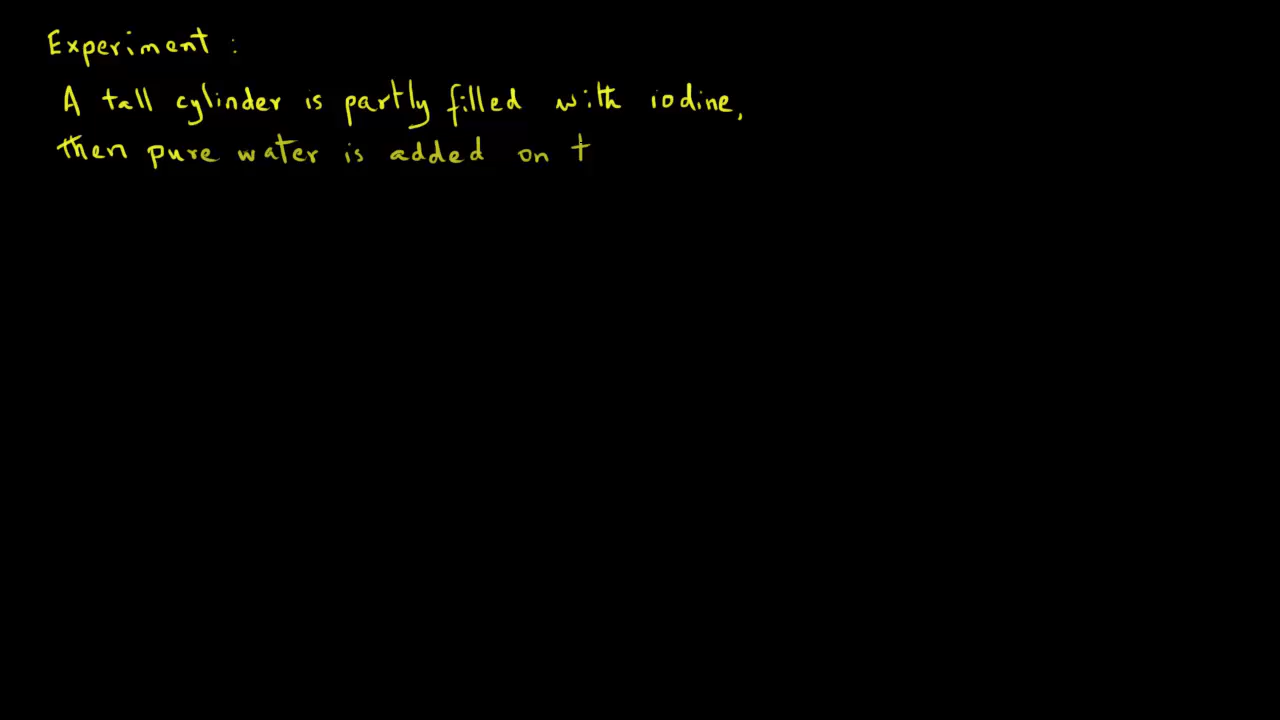 Experiment :
A tall cylinder is partly filled with iodine,
then pure water is added on t